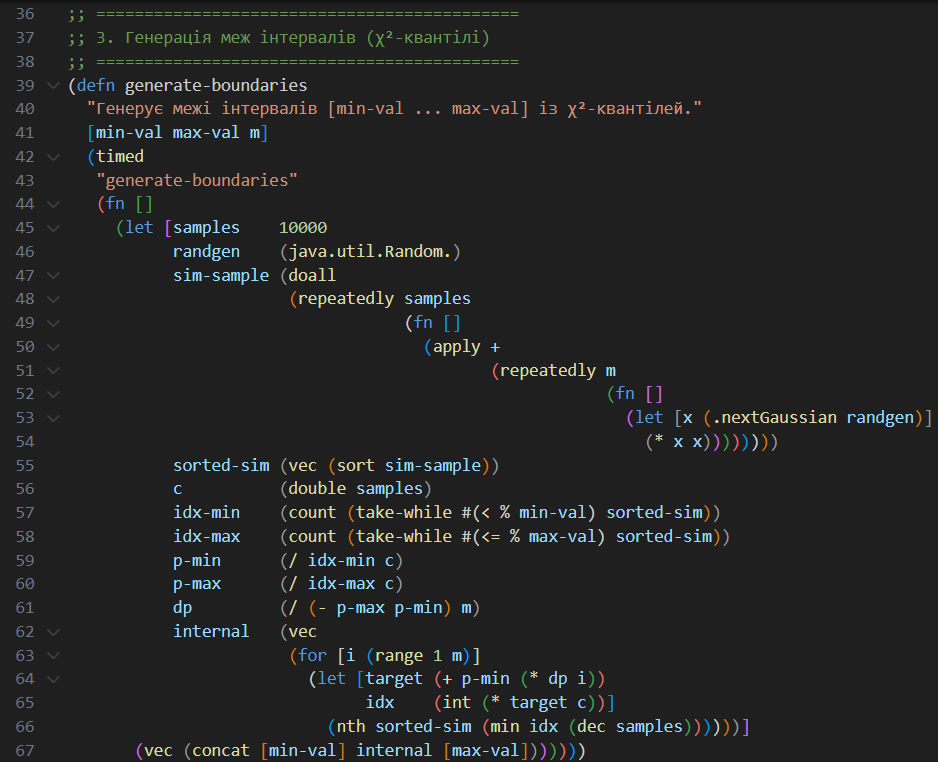 36 ;; ============================================
37 ;; 3. Генерація меж інтервалів (χ²-квантілі)
38 ;; ============================================
39 (defn generate-boundaries
40 "Генерує межі інтервалів [min-val ... max-val] із χ²-квантілей."
41 [min-val max-val m]
42 (timed
43 "generate-boundaries"
44 (fn []
45 (let [samples 10000
46 randgen (java.util.Random.)
47 sim-sample (doall
48 (repeatedly samples
49 (fn []
50 (apply +
51 (repeatedly m
52 (fn []
53 (let [x (.nextGaussian randgen)]
54 (* x x))))))))
55 sorted-sim (vec (sort sim-sample))
56 c (double samples)
57 idx-min (count (take-while #(< % min-val) sorted-sim))
58 idx-max (count (take-while #(<= % max-val) sorted-sim))
59 p-min (/ idx-min c)
60 p-max (/ idx-max c)
61 dp (/ (- p-max p-min) m)
62 internal (vec
63 (for [i (range 1 m)]
64 (let [target (+ p-min (* dp i))
65 idx (int (* target c))]
66 (nth sorted-sim (min idx (dec samples))))))]
67 (vec (concat [min-val] internal [max-val]))))))